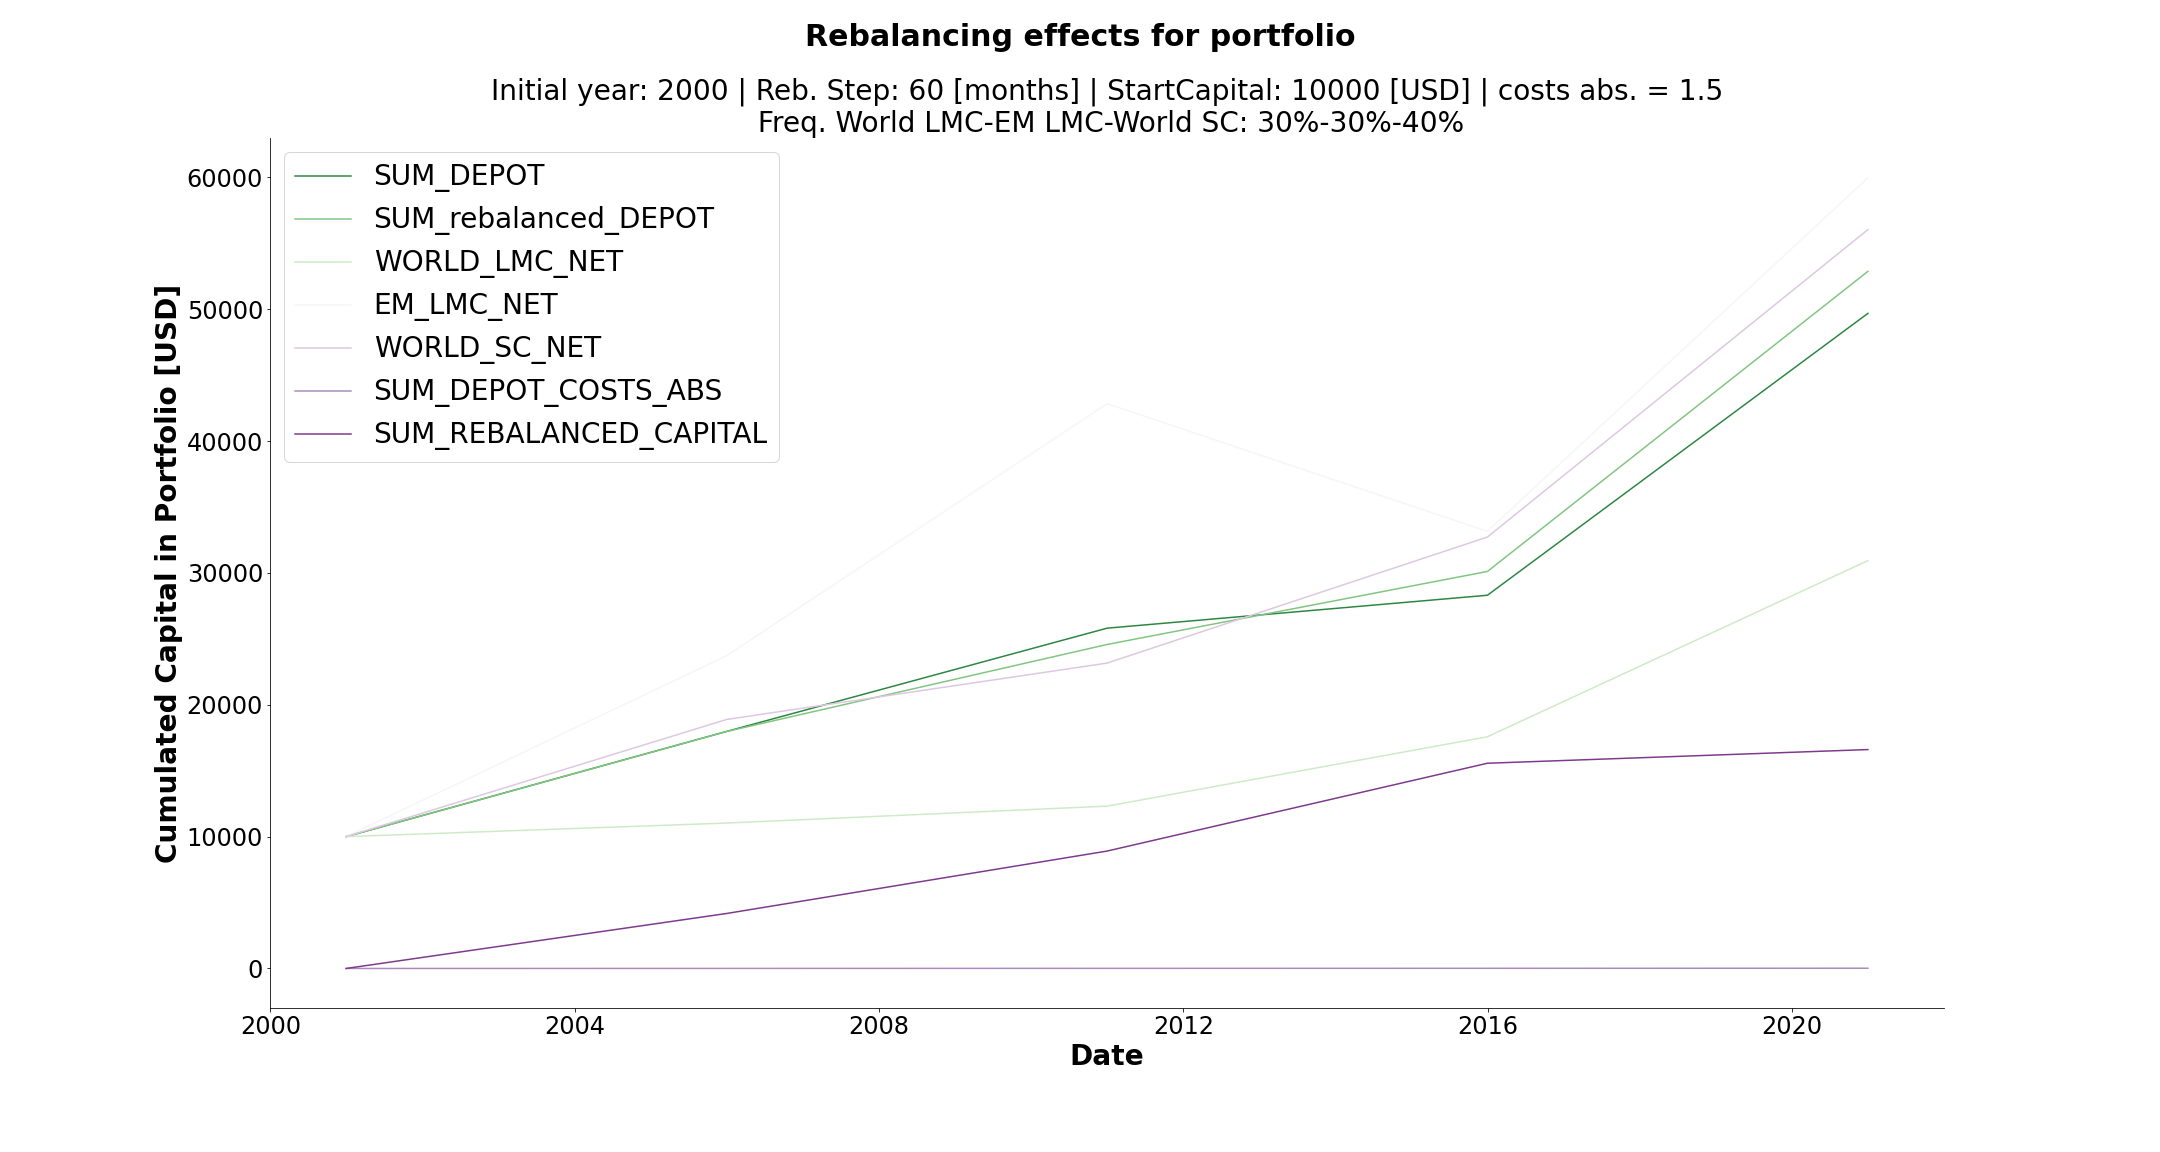 Rebalancing effects for portfolio
Initial year: 2000 | Reb. Step: 60 [months] | StartCapital: 10000 [USD] | costs abs. = 1.5
Freq. World LMC-EM LMC-World SC: 30%-30%-40%
SUM_DEPOT
SUM_rebalanced_DEPOT
WORLD_LMC_NET
EM_LMC_NET
WORLD_SC_NET
SUM_DEPOT_COSTS_ABS
SUM_REBALANCED_CAPITAL
Cumulated Capital in Portfolio [USD]
60000
50000
40000
30000
20000
10000
0
2000 2004 2008 2012 2016 2020
Date